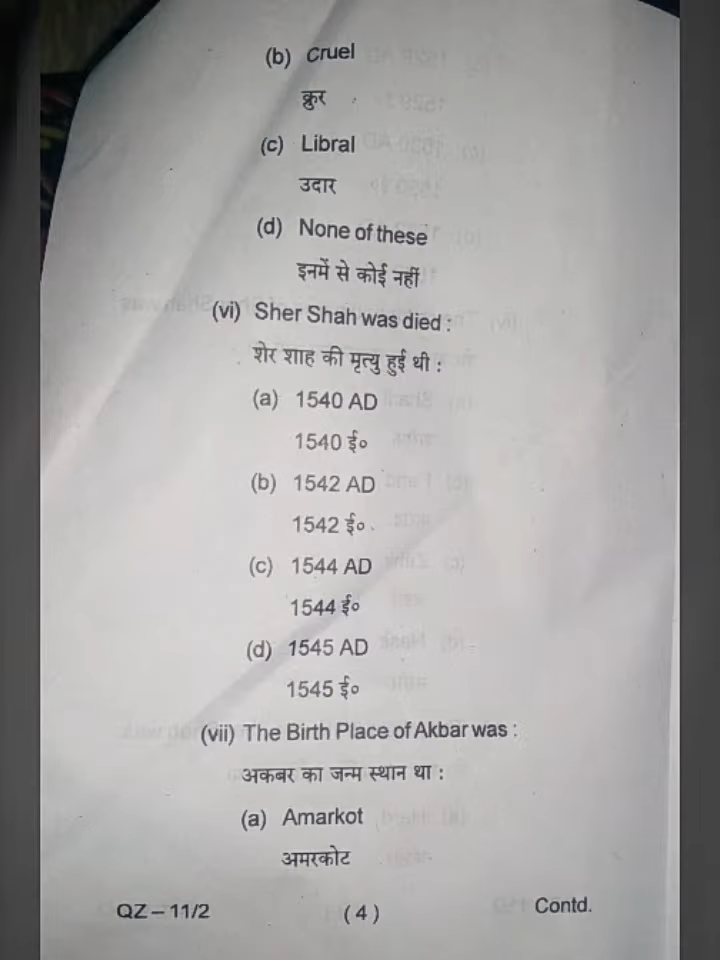 (b) Cruel
क्रुर
(c) Libral
उदार
(d) None of these
इनमें से कोई नहीं
(vi) Sher Shah was died :
शेर शाह की मृत्यु हुई थी :
(a) 1540 AD
1540 ई०
(b) 1542 AD
1542 ई०
(c) 1544 AD
1544 ई०
(d) 1545 AD
1545 ई०
(vii) The Birth Place of Akbar was :
अकबर का जन्म स्थान था :
(a) Amarkot
अमरकोट
QZ – 11/2 (4) Contd.